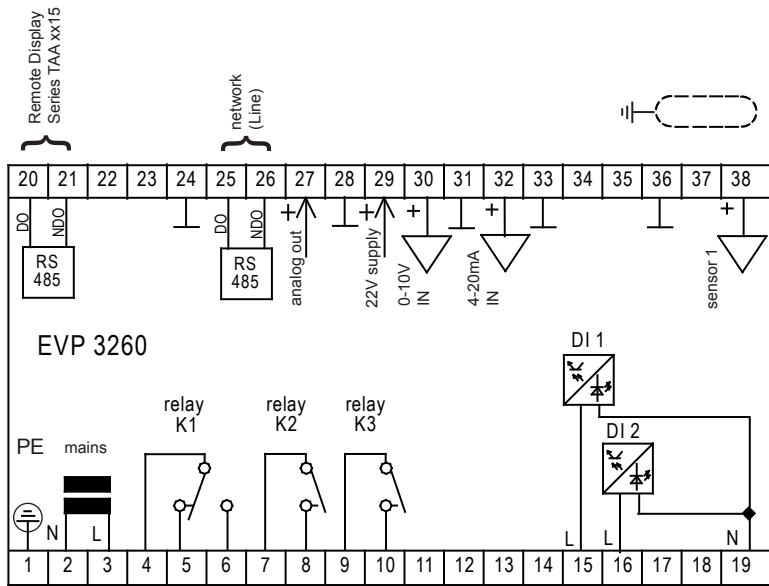 Remote Display
Series TAA xx15
network
(Line)
20 21 22 23 24 25 26 27 28 29 30 31 32 33 34 35 36 37 38
DO
NDO
RS
485
DO
NDO
RS
485
+
analog out
+
22V supply
+
0-10V
IN
+
4-20mA
IN
+
sensor 1
EVP 3260
DI 1
DI 2
relay
K1
relay
K2
relay
K3
PE
mains
N
L
L
L
N
1 2 3 4 5 6 7 8 9 10 11 12 13 14 15 16 17 18 19